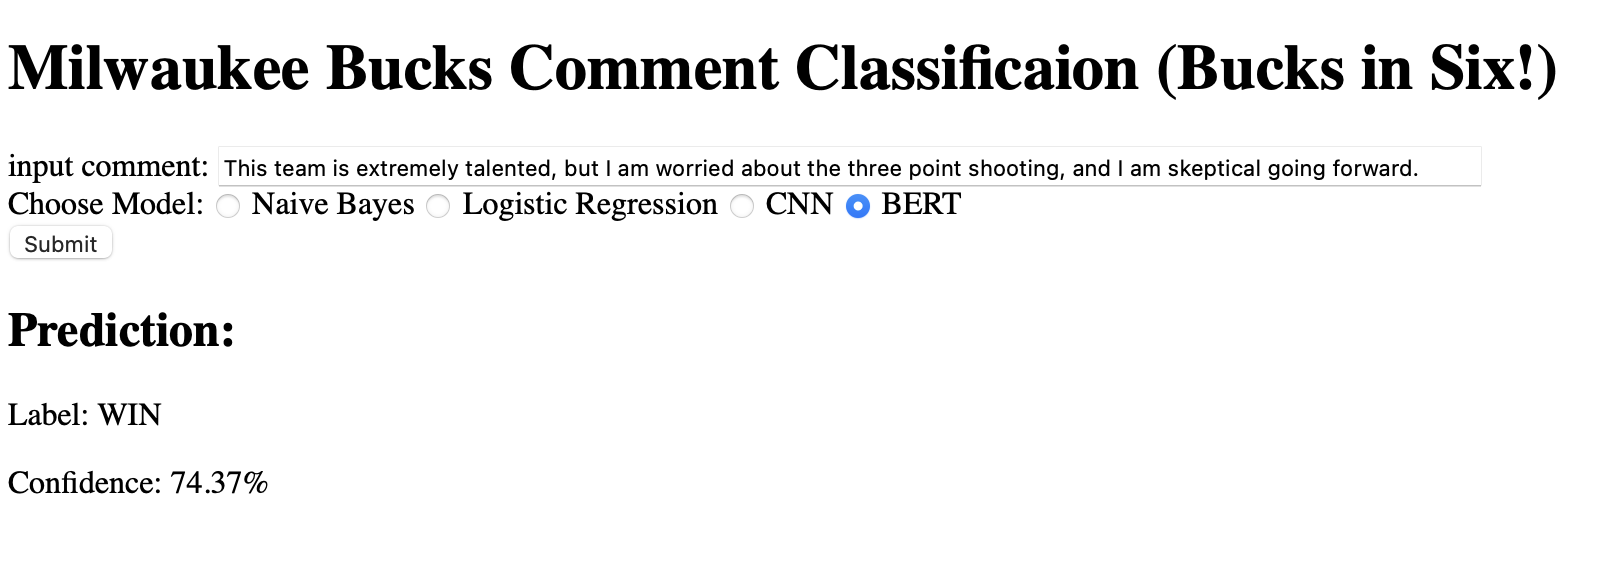 Milwaukee Bucks Comment Classificaion (Bucks in Six!)
input comment: This team is extremely talented, but I am worried about the three point shooting, and I am skeptical going forward.
Choose Model: Naive Bayes Logistic Regression CNN BERT
Submit
Prediction:
Label: WIN
Confidence: 74.37%